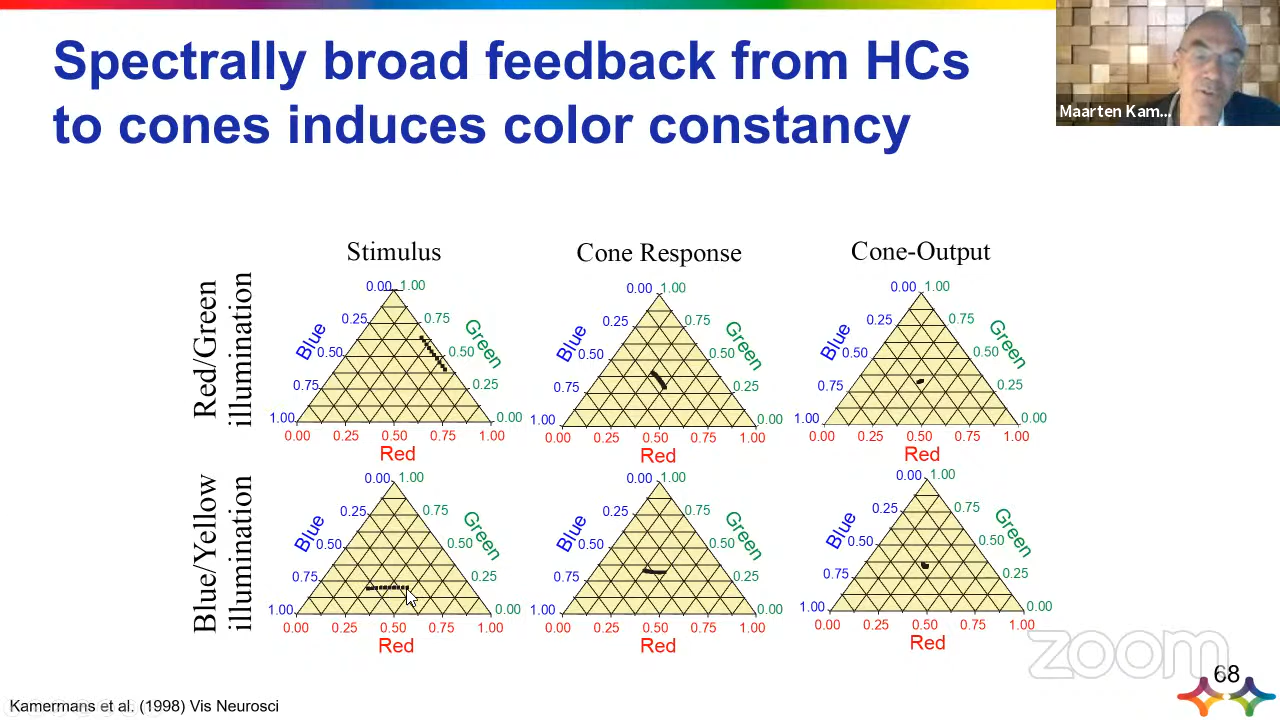 Spectrally broad feedback from HCs
to cones induces color constancy
Maarten Kam...
Stimulus
Cone Response
Cone-Output
Red/Green
illumination
0.00 1.00
0.25 0.75
Blue Green
0.50 0.50
0.75 0.25
1.00 0.00
0.00 0.25 0.50 0.75 1.00
Red
0.00 1.00
0.25 0.75
Blue Green
0.50 0.50
0.75 0.25
1.00 0.00
0.00 0.25 0.50 0.75 1.00
Red
0.00 1.00
0.25 0.75
Blue Green
0.50 0.50
0.75 0.25
1.00 0.00
0.00 0.25 0.50 0.75 1.00
Red
Blue/Yellow
illumination
0.00 1.00
0.25 0.75
Blue Green
0.50 0.50
0.75 0.25
1.00 0.00
0.00 0.25 0.50 0.75 1.00
Red
0.00 1.00
0.25 0.75
Blue Green
0.50 0.50
0.75 0.25
1.00 0.00
0.00 0.25 0.50 0.75 1.00
Red
0.00 1.00
0.25 0.75
Blue Green
0.50 0.50
0.75 0.25
1.00 0.00
0.00 0.25 0.50 0.75 1.00
Red
zoom
68
Kamermans et al. (1998) Vis Neurosci